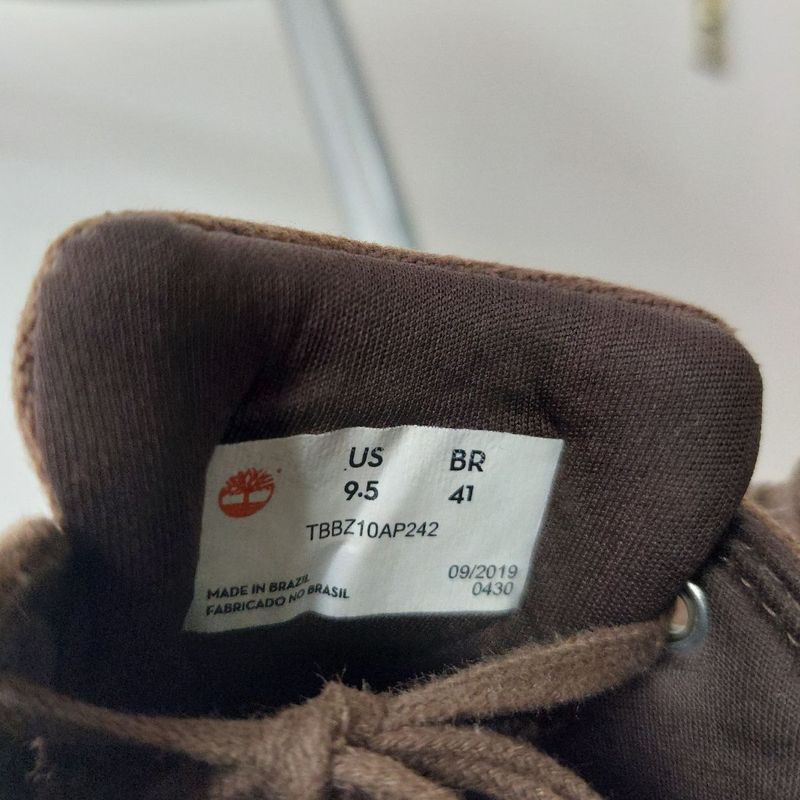 US BR
9.5 41
TBBZ10AP242
09/2019
0430
MADE IN BRAZIL
FABRICADO NO BRASIL